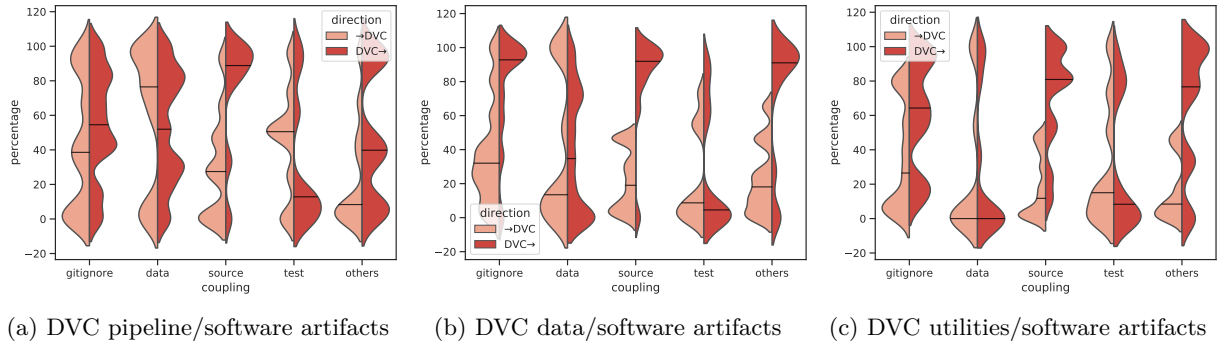 120
100
80
60
40
20
0
−20
percentage
gitignore data source test others
coupling
direction
→DVC
DVC→
(a) DVC pipeline/software artifacts
120
100
80
60
40
20
0
−20
percentage
gitignore data source test others
coupling
direction
→DVC
DVC→
(b) DVC data/software artifacts
120
100
80
60
40
20
0
−20
percentage
gitignore data source test others
coupling
direction
→DVC
DVC→
(c) DVC utilities/software artifacts